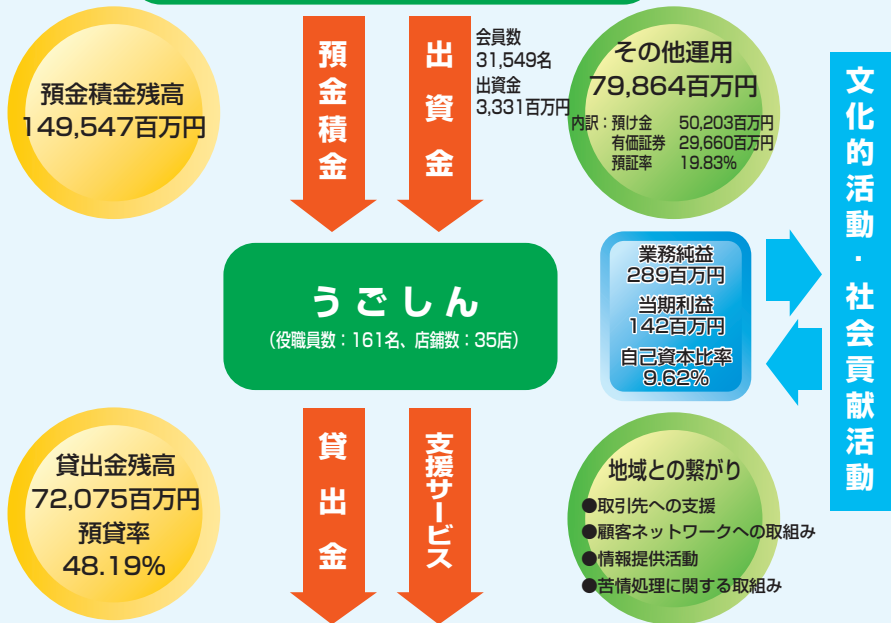 預金積金残高
149,547百万円
預金積金
出資金
会員数
31,549名
出資金
3,331百万円
その他運用
79,864百万円
内訳：預け金 50,203百万円
有価証券 29,660百万円
預証率 19.83%
文化的活動・社会貢献活動
うごしん
（役職員数：161名、店舗数：35店）
業務純益
289百万円
当期利益
142百万円
自己資本比率
9.62%
貸出金残高
72,075百万円
預貸率
48.19%
貸出金
支援サービス
地域との繋がり
●取引先への支援
●顧客ネットワークへの取組み
●情報提供活動
●苦情処理に関する取組み